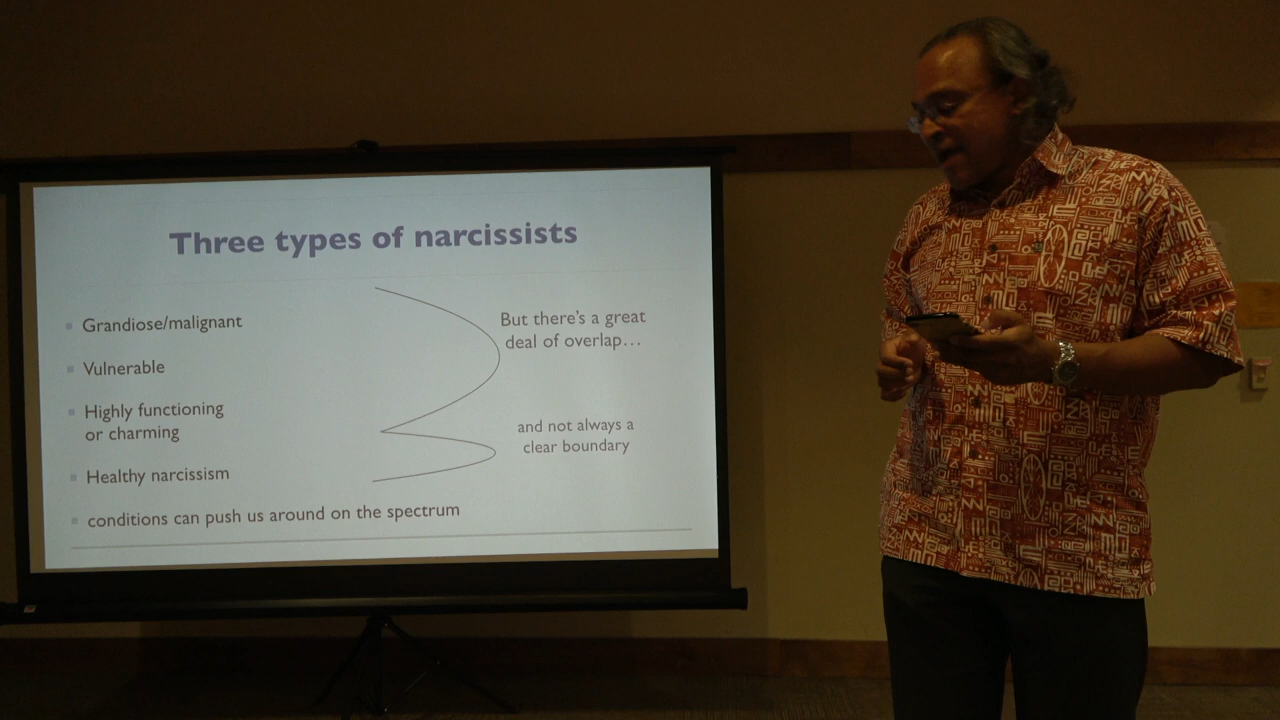 Three types of narcissists
Grandiose/malignant
Vulnerable
Highly functioning
or charming
Healthy narcissism
conditions can push us around on the spectrum
But there's a great
deal of overlap…
and not always a
clear boundary